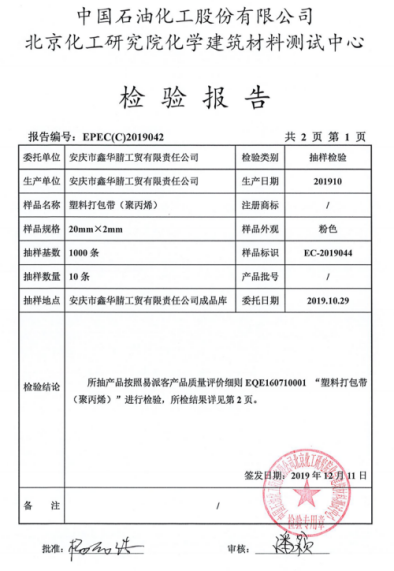 中国石油化工股份有限公司
北京化工研究院化学建筑材料测试中心
检 验 报 告
报告编号：EPEC(C)2019042 共 2 页 第 1 页
委托单位 安庆市鑫华腈工贸有限责任公司 检验类别 抽样检验
生产单位 安庆市鑫华腈工贸有限责任公司 生产日期 201910
样品名称 塑料打包带（聚丙烯） 注册商标 /
样品规格 20mm×2mm 样品外观 粉色
抽样基数 1000 条 样品标识 EC-2019044
抽样数量 10 条 产品批号 /
抽样地点 安庆市鑫华腈工贸有限责任公司成品库 委托日期 2019.10.29
检验结论 所抽产品按照易派客产品质量评价细则 EQE160710001 “塑料打包带
（聚丙烯）”进行检验，所检结果详见第 2 页。
签发日期：2019 年 12 月 11 日
检验专用章
备 注 /
批准： 审核：